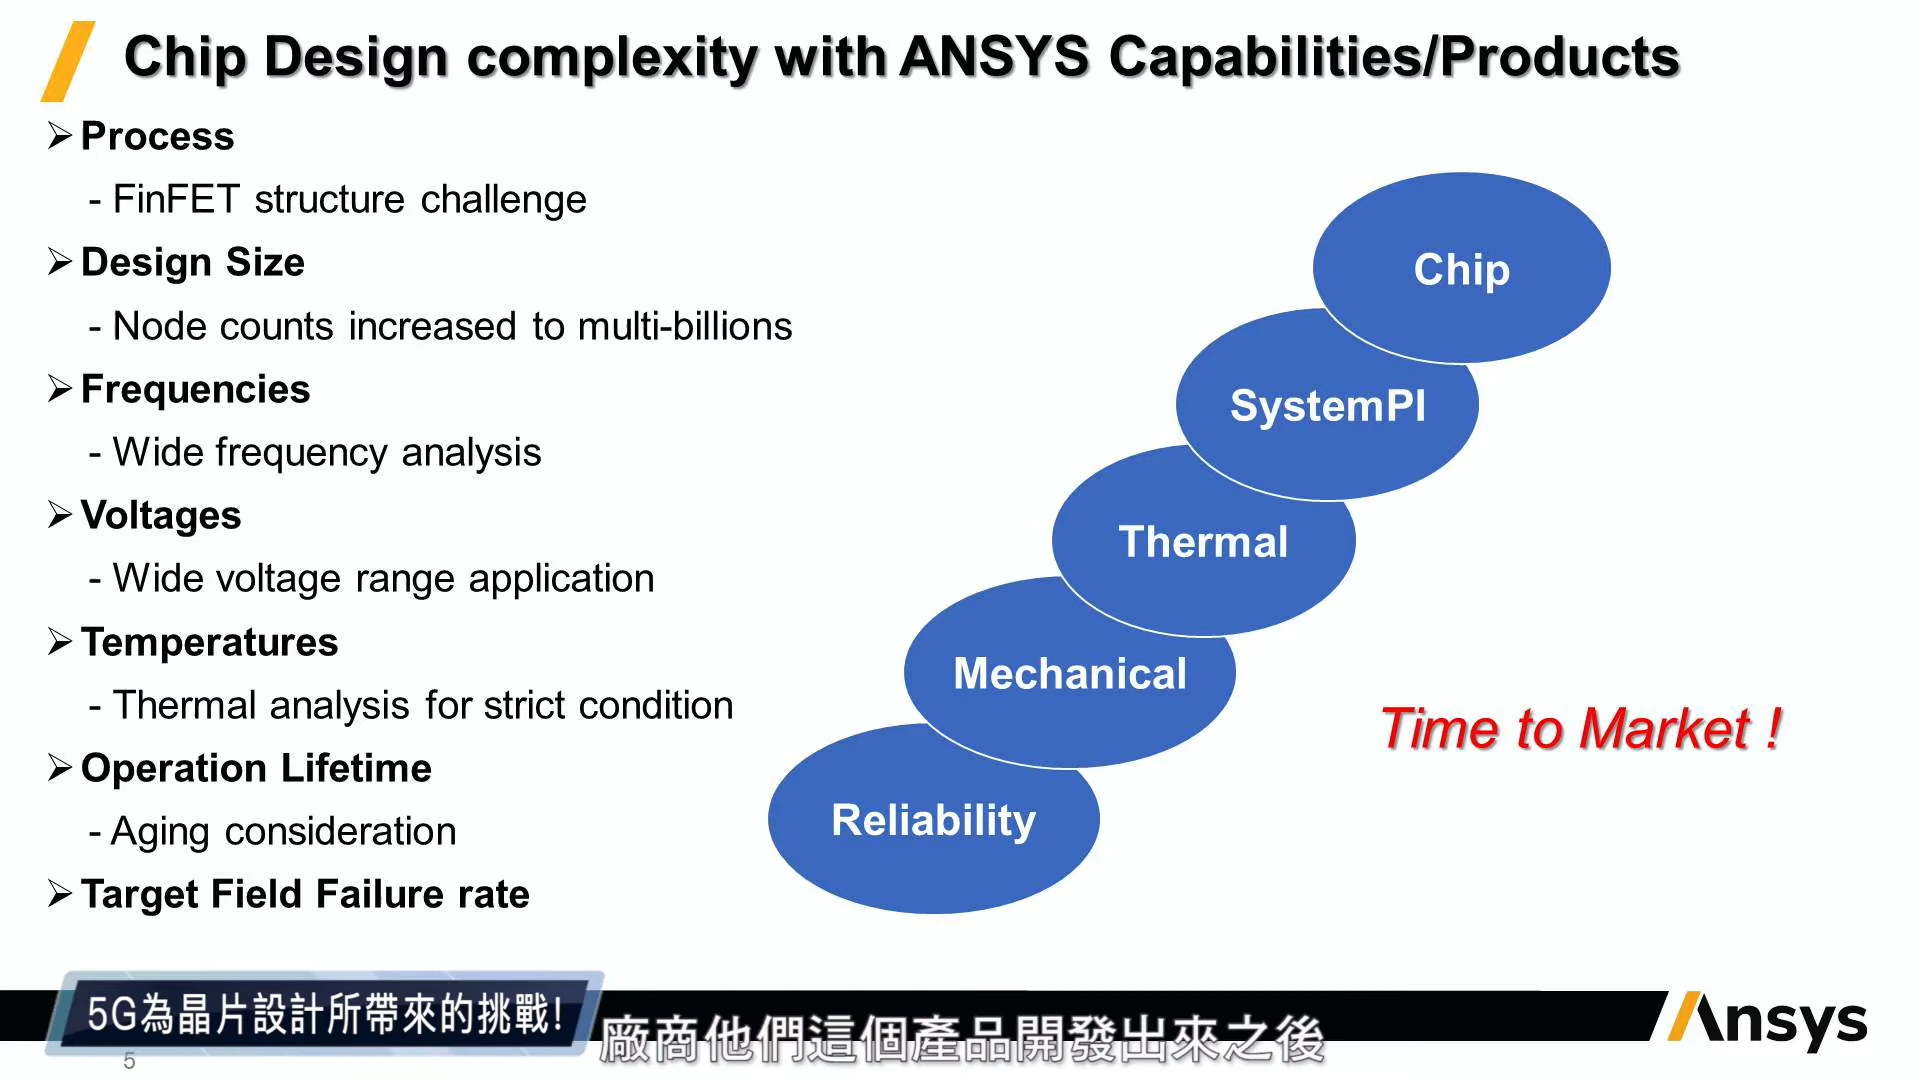 Chip Design complexity with ANSYS Capabilities/Products
Process
- FinFET structure challenge
Design Size
- Node counts increased to multi-billions
Frequencies
- Wide frequency analysis
Voltages
- Wide voltage range application
Temperatures
- Thermal analysis for strict condition
Operation Lifetime
- Aging consideration
Target Field Failure rate
Chip
SystemPI
Thermal
Mechanical
Reliability
Time to Market !
5G為晶片設計所帶來的挑戰!
廠商他們這個產品開發出來之後
Ansys
5